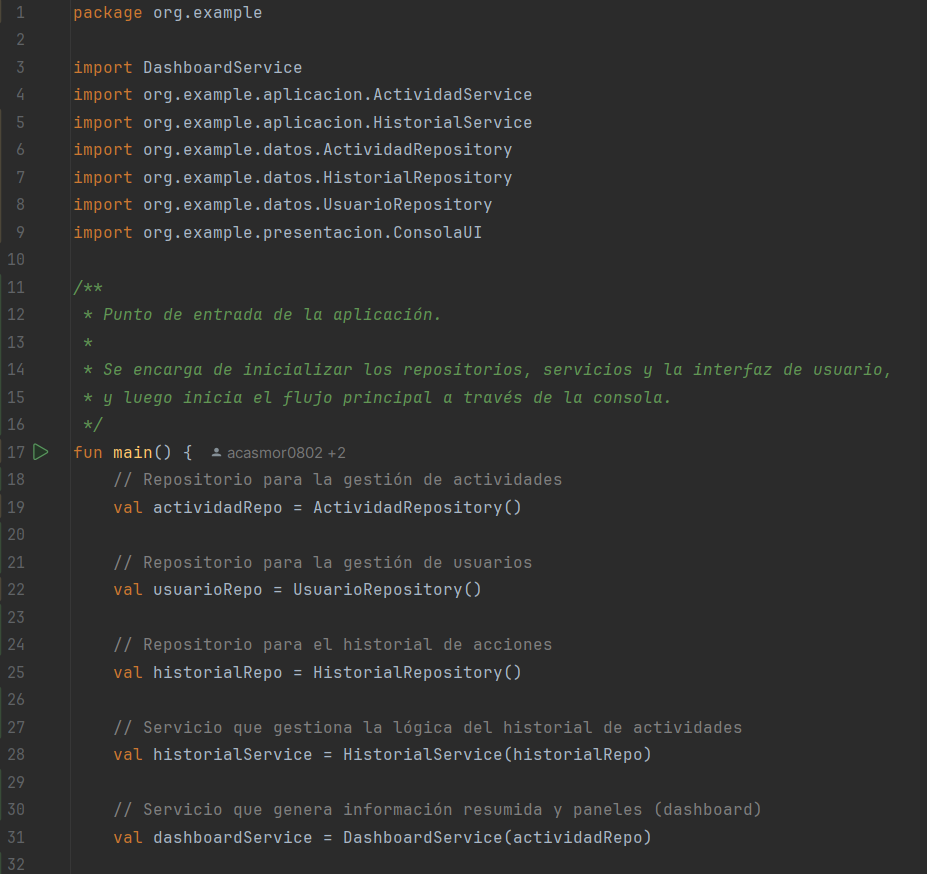 1 package org.example
2
3 import DashboardService
4 import org.example.aplicacion.ActividadService
5 import org.example.aplicacion.HistorialService
6 import org.example.datos.ActividadRepository
7 import org.example.datos.HistorialRepository
8 import org.example.datos.UsuarioRepository
9 import org.example.presentacion.ConsolaUI
10
11 /**
12  * Punto de entrada de la aplicación.
13  *
14  * Se encarga de inicializar los repositorios, servicios y la interfaz de usuario,
15  * y luego inicia el flujo principal a través de la consola.
16  */
17 fun main() { acasmor0802 +2
18     // Repositorio para la gestión de actividades
19     val actividadRepo = ActividadRepository()
20
21     // Repositorio para la gestión de usuarios
22     val usuarioRepo = UsuarioRepository()
23
24     // Repositorio para el historial de acciones
25     val historialRepo = HistorialRepository()
26
27     // Servicio que gestiona la lógica del historial de actividades
28     val historialService = HistorialService(historialRepo)
29
30     // Servicio que genera información resumida y paneles (dashboard)
31     val dashboardService = DashboardService(actividadRepo)
32